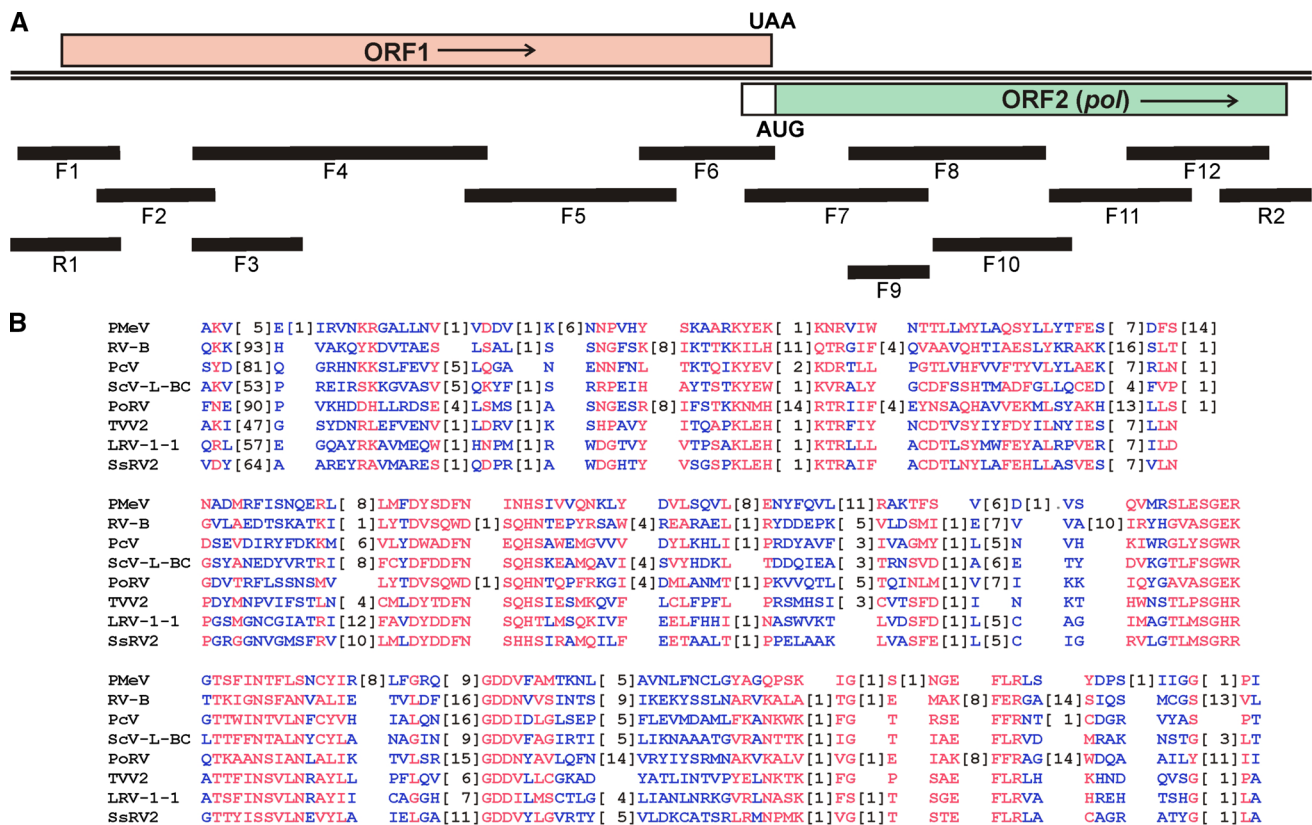 A
UAA
ORF1
ORF2 (pol)
AUG
F1 F4 F6 F8 F12
F2 F5 F7 F11 R2
R1 F3 F10
F9
B
PMeV AKV[ 5]E[1]IRVNKRGALLNV[1]VDDV[1]K[6]NNPVHY SKAARKYEK[ 1]KNRVIW NTTLLMYLAQSYLLYTFES[ 7]DFS[14]
RV-B QKK[93]H VAKQYKDVTAES LSAL[1]S SNGFSK[8]IKTTKKILH[11]QTRGIF[4]QVAAVQHTIAESLYKRAKK[16]SLT[ 1]
PcV SYD[81]Q GRHNKKSLFEVY[5]LQGA N ENNFNL TKTQIKYEV[ 2]KDRTLL PGTLVHFVVFTYVLYKAEK[ 7]RLN[ 1]
ScV-L-BC AKV[53]P REIRSKKGVASV[5]QKYF[1]S RRPEIH AYTSTKYEW[ 1]KVRALY GCDFSSHTMADFGLLQCED[ 4]FVP[ 1]
PoRV FNE[90]P VKHDDHLLRDSE[4]LSMS[1]A SNGESR[8]IFSTKKNMH[14]RTRIIF[4]EYNSAQHAVVEKMLSYAKH[13]LLS[ 1]
TVV2 AKI[47]G SYDNRLEFVENV[1]LDRV[1]K SHPAVY ITQAPKLEH[ 1]KTRFIY NCDTVSYIYFDYILNYIES[ 7]LLN
LRV-1-1 QRL[57]E GQAYRKAVMEQW[1]HNPM[1]R WDGTVY VTPSAKLEH[ 1]KTRLLL ACDTLSYMWFEYALRPVER[ 7]ILD
SsRV2 VDY[64]A AREYRAVMARES[1]QDPR[1]A WDGHTY VSGSPKLEH[ 1]KTRAIF ACDTLNYLAFEHLLASVES[ 7]VLN
PMeV NADMRFISNQERL[ 8]LMFDYSDFN INHSIVVQNKLY DVLSQVL[8]ENYFQVL[11]RAKTFS V[6]D[1] .VS QVMRSLESGER
RV-B GVLAEDTSKATKI[ 1]LYTDVSQWD[1]SQHNTEPYRSAW[4]REARAEL[1]RYDDEPK[ 5]VLDSMI[1]E[7]V VA[10]IRYHGVASGEK
PcV DSEVDIRYFDKKM[ 6]VLYDWADFN EQHSAWEMGVVV DYLKHLI[1]PRDYAVF[ 3]IVAGMY[1]L[5]N VH KIWRGLYSGWR
ScV-L-BC GSYANEDYVRTRI[ 8]FCYDFDDFN SQHSKEAMQAVI[4]SVYHDKL TDDQIEA[ 3]TRNSVD[1]A[6]E TY DVKGTLFSGWR
PoRV GDVTRFLSSNSMV LYTDVSQWD[1]SQHNTQPFRKGI[4]DMLANMT[1]PKVVQTL[ 5]TQINLM[1]V[7]I KK IQYGAVASGEK
TVV2 PDYMNPVIFSTLN[ 4]CMLDYTDFN SQHSIESMKQVF LCLFPFL PRSMHSI[ 3]CVTSFD[1]I N KT HWNSTLPSGHR
LRV-1-1 PGSMGNCGIATRI[12]FAVDYDDFN SQHTLMSQKIVF EELFHHI[1]NASWVKT LVDSFD[1]L[5]C AG IMAGTLMSGHR
SsRV2 PGRGGNVGMSFRV[10]LMLDYDDFN SHHSIRAMQILF EETAALT[1]PPELAAK LVASFE[1]L[5]C IG RVLGTLMSGRR
PMeV GTSFINTFLSNCYIR[8]LFGRQ[ 9]GDDVFAMTKNL[ 5]AVNLFNCLGYAGQPSK IG[1]S[1]NGE FLRLS YDPS[1]IIGG[ 1]PI
RV-B TTKIGNSFANVALIE TVLDF[16]GDDNVVSINTS[ 9]IKEKYSSLNARVKALA[1]TG[1]E MAK[8]FERGA[14]SIQS MCGS[13]VL
PcV GTTWINTVLNFCYVH IALQN[16]GDDIDLGLSEP[ 5]FLEVMDAMLFKANKWK[1]FG T RSE FFRNT[ 1]CDGR VYAS PT
ScV-L-BC LTTFFNTALNYCYLA NAGIN[ 9]GDDVFAGIRTI[ 5]LIKNAAATGVRANTTK[1]IG T IAE FLRVD MRAK NSTG[ 3]LT
PoRV QTKAANSIANLALIK TVLSR[15]GDDNYAVLQFN[14]VRYIYSRMNAKVKALV[1]VG[1]E IAK[8]FFRAG[14]WDQA AILY[11]II
TVV2 ATTFINSVLNRAYLL PFLQV[ 6]GDDVLLCGKAD YATLINTVPYELNKTK[1]FG P SAE FLRLH KHND QVSG[ 1]PA
LRV-1-1 ATSFINSVLNRAYII CAGGH[ 7]GDDILMSCTLG[ 4]LIANLNRKGVRLNASK[1]FS[1]T SGE FLRVA HREH TSHG[ 1]LA
SsRV2 GTTYISSVLNEVYLA IELGA[11]GDDVYLGVRTY[ 5]VLDKCATSRLRMNPMK[1]VG[1]T SGE FLRLA CAGR ATYG[ 1]LA